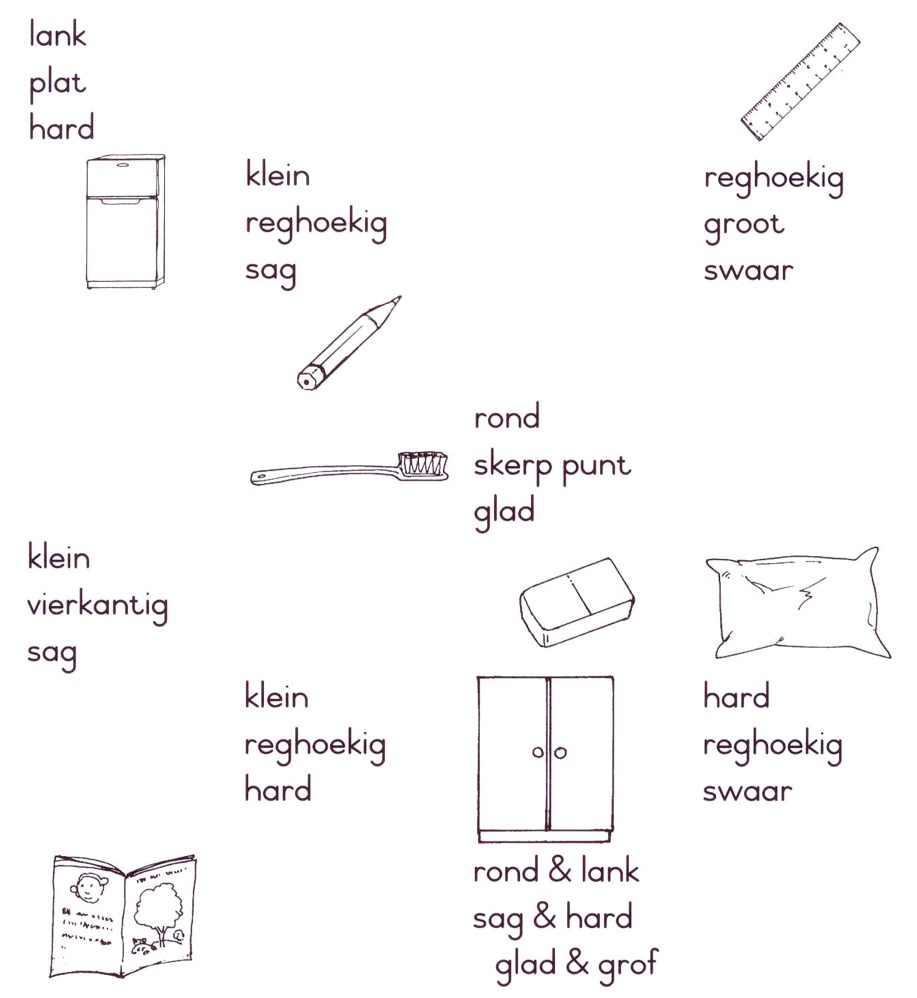 lank
plat
hard
klein
reghoekig
sag
reghoekig
groot
swaar
rond
skerp punt
glad
klein
vierkantig
sag
klein
reghoekig
hard
hard
reghoekig
swaar
rond & lank
sag & hard
glad & grof